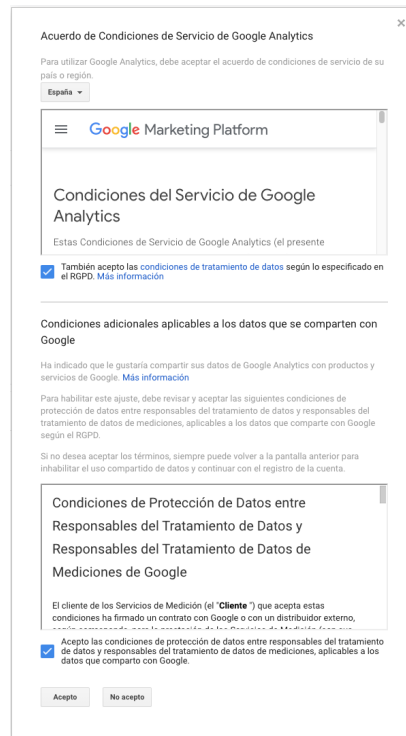 Acuerdo de Condiciones de Servicio de Google Analytics
Para utilizar Google Analytics, debe aceptar el acuerdo de condiciones de servicio de su
país o región.
España
Google Marketing Platform
Condiciones del Servicio de Google
Analytics
Estas Condiciones de Servicio de Google Analytics (el presente
También acepto las condiciones de tratamiento de datos según lo especificado en
el RGPD. Más información
Condiciones adicionales aplicables a los datos que se comparten con
Google
Ha indicado que le gustaría compartir sus datos de Google Analytics con productos y
servicios de Google. Más información
Para habilitar este ajuste, debe revisar y aceptar las siguientes condiciones de
protección de datos entre responsables del tratamiento de datos y responsables del
tratamiento de datos de mediciones, aplicables a los datos que comparte con Google
según el RGPD.
Si no desea aceptar los términos, siempre puede volver a la pantalla anterior para
inhabilitar el uso compartido de datos y continuar con el registro de la cuenta.
Condiciones de Protección de Datos entre
Responsables del Tratamiento de Datos y
Responsables del Tratamiento de Datos de
Mediciones de Google
El cliente de los Servicios de Medición (el "Cliente ") que acepta estas
condiciones ha firmado un contrato con Google o con un distribuidor externo,
Acepto las condiciones de protección de datos entre responsables del tratamiento
de datos y responsables del tratamiento de datos de mediciones, aplicables a los
datos que comparto con Google.
Acepto
No acepto